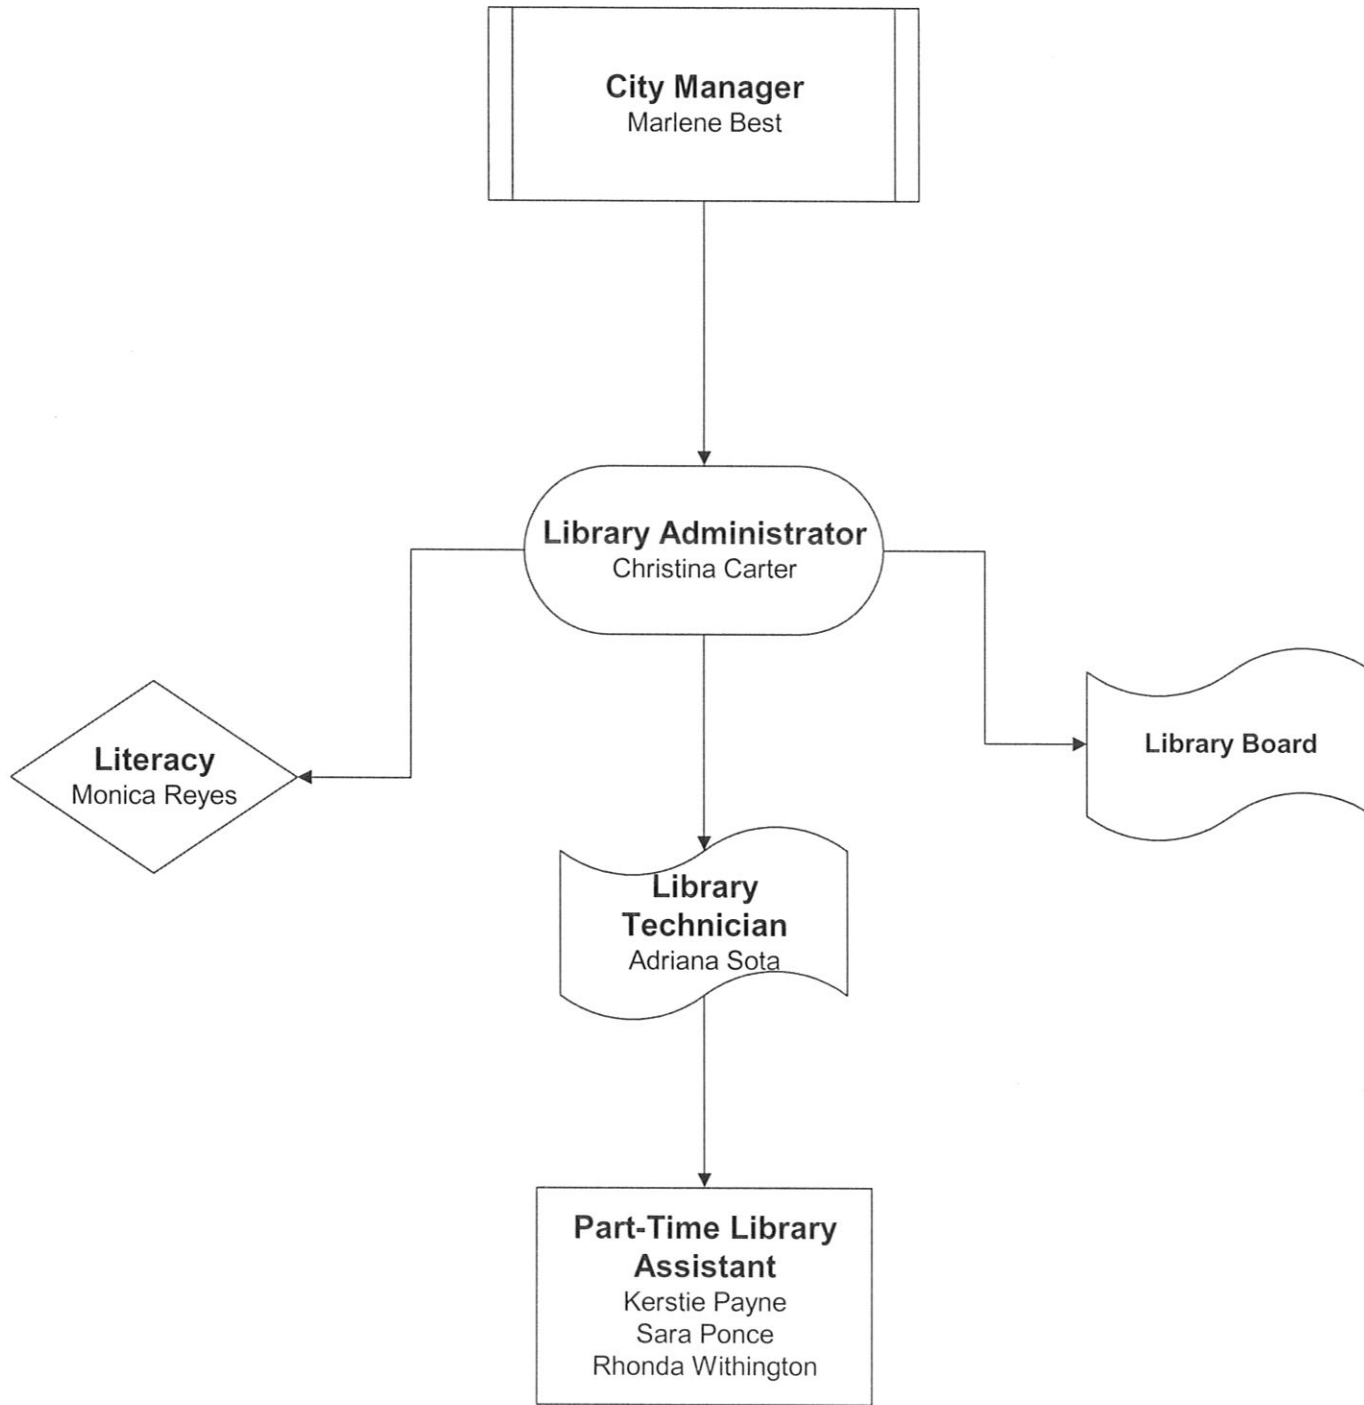 City Manager
Marlene Best
Library Administrator
Christina Carter
Literacy
Monica Reyes
Library Board
Library
Technician
Adriana Sota
Part-Time Library
Assistant
Kerstie Payne
Sara Ponce
Rhonda Withington